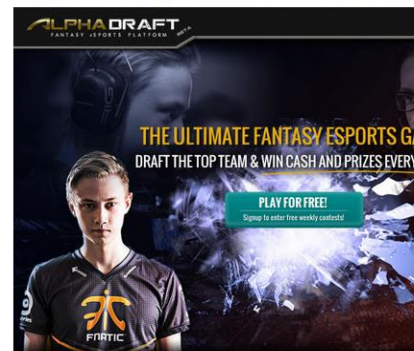 ALPHADRAFT
FANTASY eSPORTS PLATFORM BETA
THE ULTIMATE FANTASY ESPORTS
DRAFT THE TOP TEAM & WIN CASH AND PRIZES
PLAY FOR FREE!
Signup to enter free weekly contests!
FNATIC